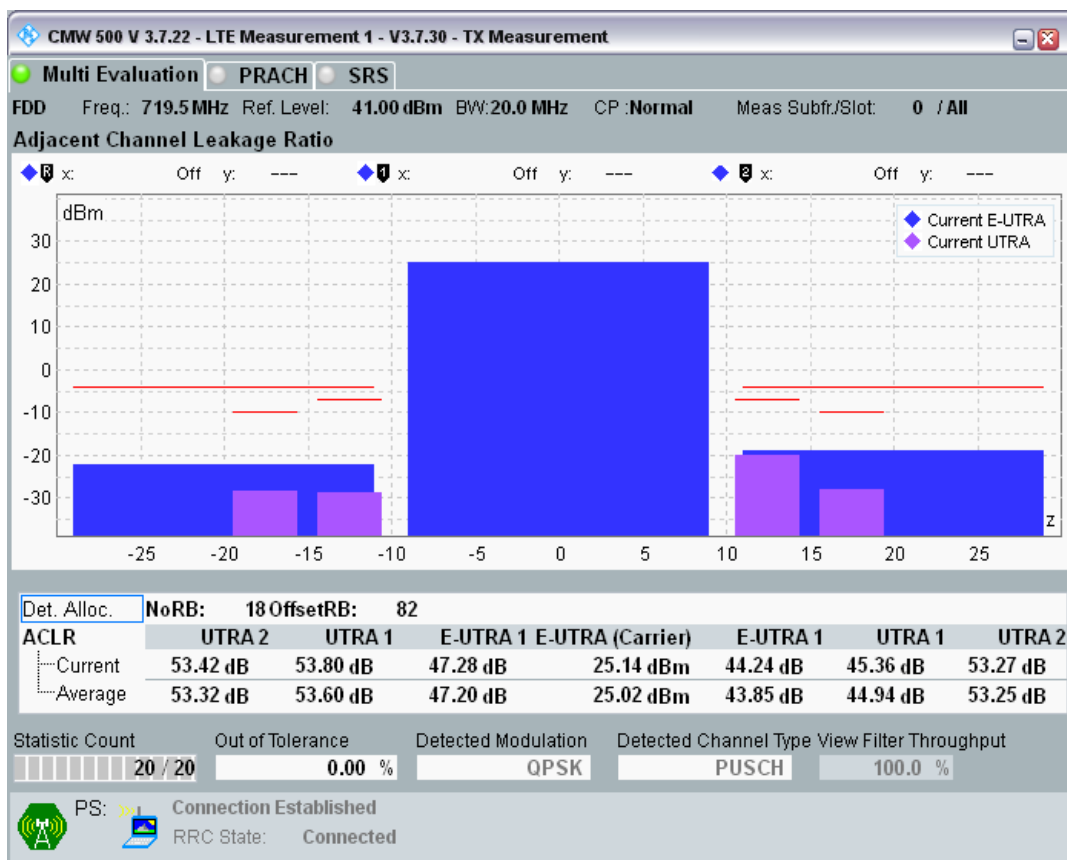 CMW 500 V 3.7.22 - LTE Measurement 1 - V3.7.30 - TX Measurement
Multi Evaluation PRACH SRS
FDD Freq.: 719.5 MHz Ref. Level: 41.00 dBm BW:20.0 MHz CP :Normal Meas Subfr./Slot: 0 / All
Adjacent Channel Leakage Ratio
R x: Off y: --- 1 x: Off y: --- 2 x: Off y: ---
dBm
Current E-UTRA
Current UTRA
30
20
10
0
-10
-20
-30
z
-25 -20 -15 -10 -5 0 5 10 15 20 25
Det. Alloc. NoRB: 18 OffsetRB: 82
ACLR UTRA 2 UTRA 1 E-UTRA 1 E-UTRA (Carrier) E-UTRA 1 UTRA 1 UTRA 2
Current 53.42 dB 53.80 dB 47.28 dB 25.14 dBm 44.24 dB 45.36 dB 53.27 dB
Average 53.32 dB 53.60 dB 47.20 dB 25.02 dBm 43.85 dB 44.94 dB 53.25 dB
Statistic Count Out of Tolerance Detected Modulation Detected Channel Type View Filter Throughput
20 / 20 0.00 % QPSK PUSCH 100.0 %
PS: Connection Established
RRC State: Connected